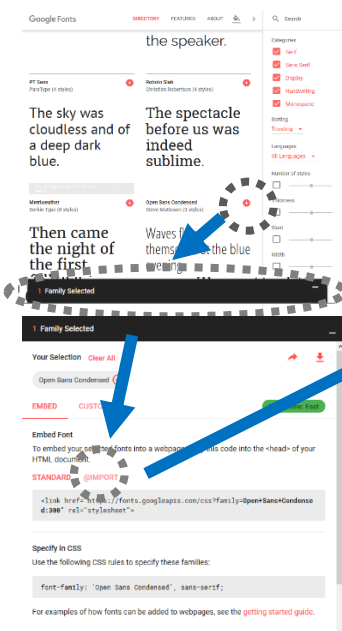 Google Fonts
DIRECTORY FEATURED ABOUT
Search
Categories
Serif
Sans Serif
Display
Handwriting
Monospace
Sorting
Trending
Languages
All Languages
Number of styles
Thickness
Slant
Width
the speaker.
PT Sans
ParaType (4 styles)
The sky was
cloudless and of
a deep dark
blue.
Roboto Slab
Christian Robertson (4 styles)
The spectacle
before us was
indeed
sublime.
Merriweather
Sorkin Type (8 styles)
Then came
the night of
the first
Open Sans Condensed
Steve Matteson (3 styles)
Waves
the blue
evening
1 Family Selected
1 Family Selected
Your Selection Clear All
Open Sans Condensed
EMBED
Fast
Embed Font
To embed your selected fonts into a webpage, this code into the <head> of your
HTML document.
STANDARD @IMPORT
<link href="https://fonts.googleapis.com/css?family=Open+Sans+Condense
d:300" rel="stylesheet">
Specify in CSS
Use the following CSS rules to specify these families:
font-family: 'Open Sans Condensed', sans-serif;
For examples of how fonts can be added to webpages, see the getting started guide.